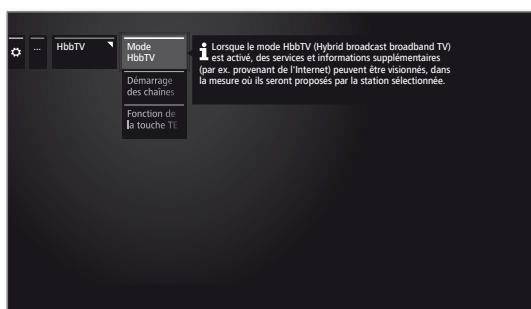 ...
HbbTV
Mode
HbbTV
Démarrage
des chaînes
Fonction de
la touche TE
Lorsque le mode HbbTV (Hybrid broadcast broadband TV)
est activé, des services et informations supplémentaires
(par ex. provenant de l'Internet) peuvent être visionnés, dans
la mesure où ils seront proposés par la station sélectionnée.